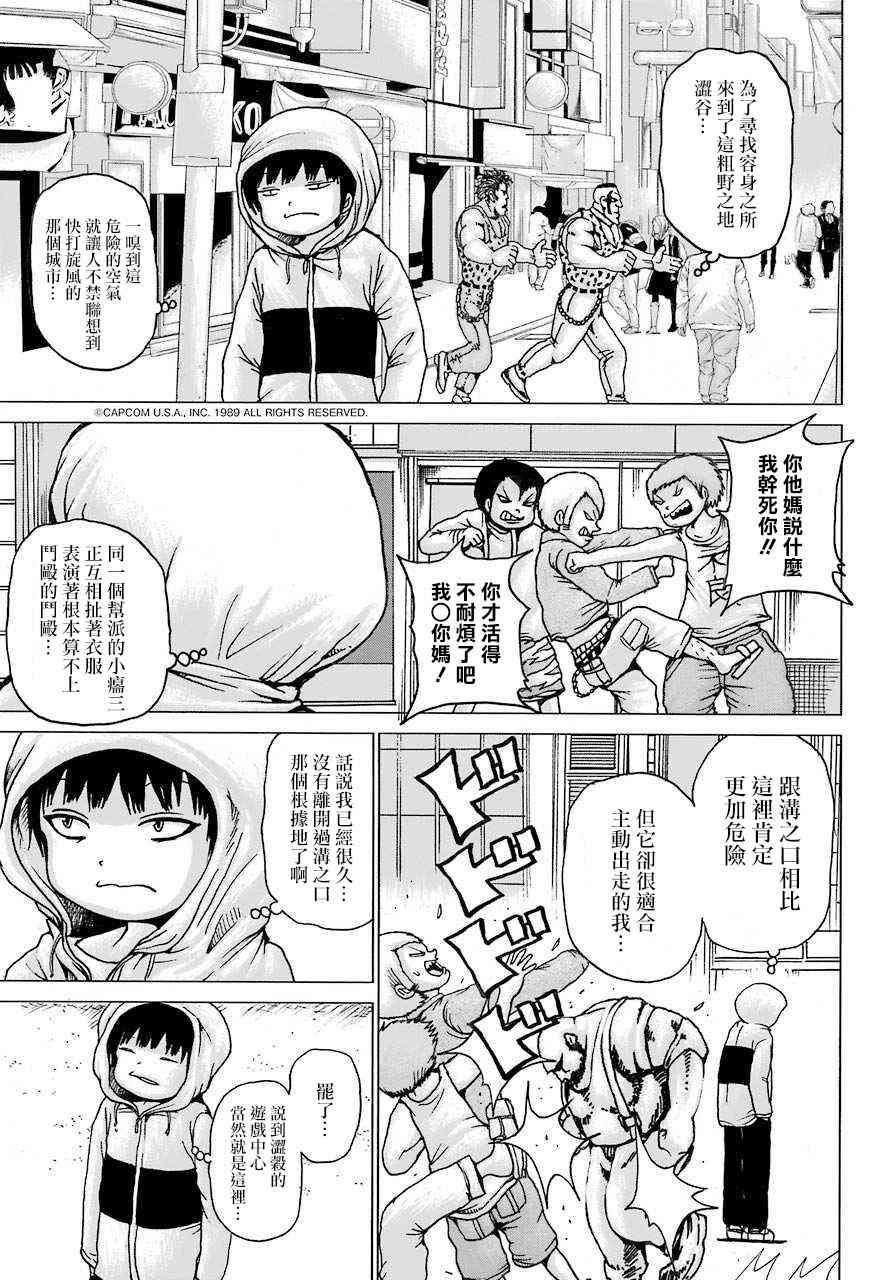 為了尋找容身之所
來到了這粗野之地
澀谷…
一嗅到這
危險的空氣
就讓人不禁聯想到
快打旋風的
那個城市…
KO
©CAPCOM U.S.A., INC. 1989 ALL RIGHTS RESERVED.
你他媽說什麼
我幹死你!!
你才活得
不耐煩了吧
我○你媽!
同一個幫派的小癟三
正互相扯著衣服
表演著根本算不上
鬥毆的鬥毆…
跟溝之口相比
這裡肯定
更加危險
但它卻很適合
主動出走的我…
ドドドド
話說我已經很久…
沒有離開過溝之口
那個根據地了啊
罷了…
說到澀穀的
遊戲中心
當然就是這裡…